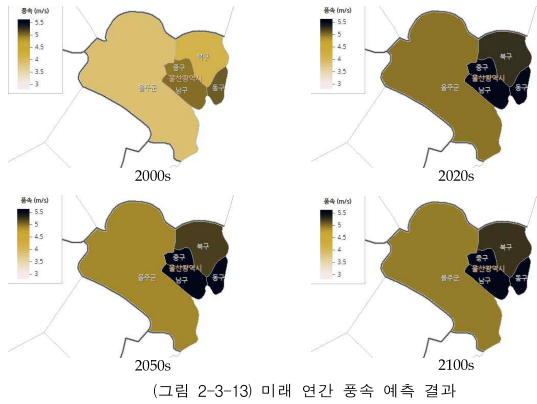 풍속 (m/s)
5.5
5
4.5
4
3.5
3
북구
중구
울산광역시
울주군
남구
동구
2000s
풍속 (m/s)
5.5
5
4.5
4
3.5
3
북구
중구
울산광역시
울주군
남구
동구
2020s
풍속 (m/s)
5.5
5
4.5
4
3.5
3
북구
중구
울산광역시
울주군
남구
동구
2050s
풍속 (m/s)
5.5
5
4.5
4
3.5
3
북구
중구
울산광역시
울주군
남구
동구
2100s
(그림 2-3-13) 미래 연간 풍속 예측 결과